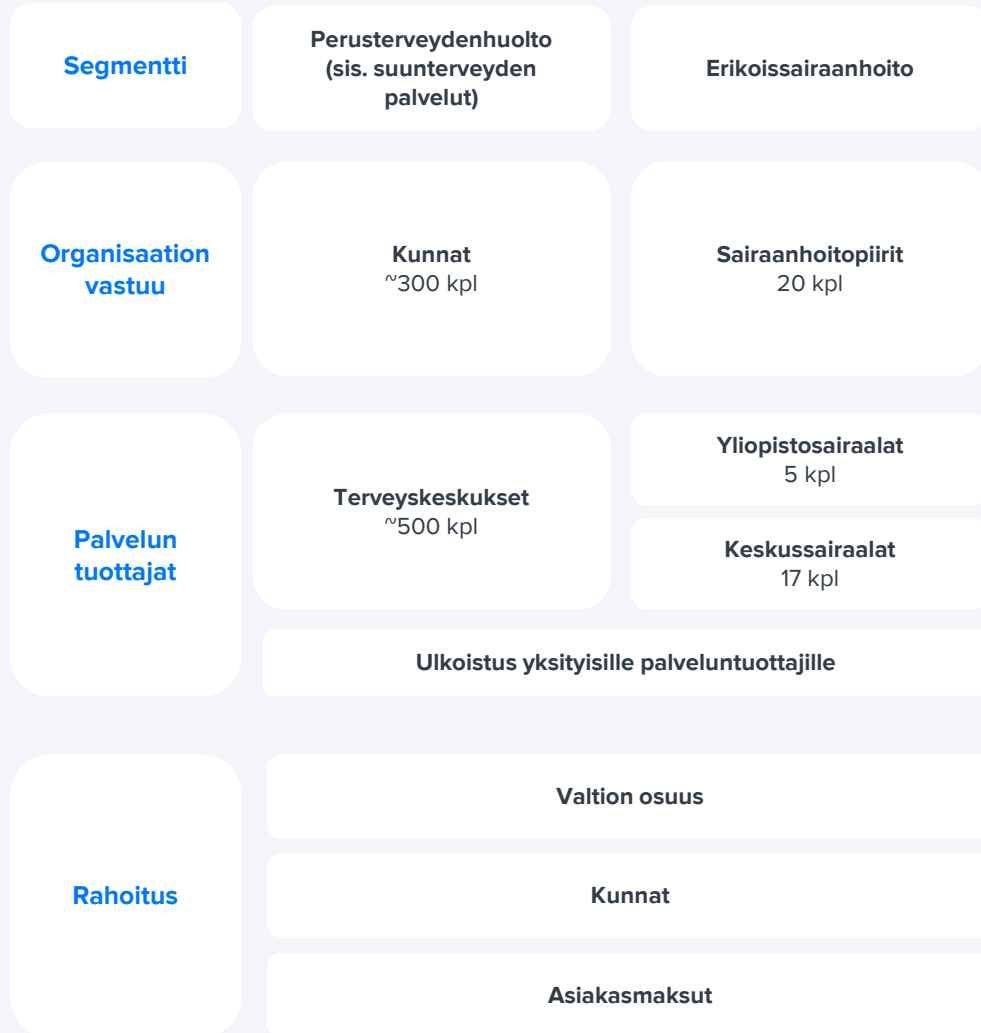 Segmentti
Perusterveydenhuolto
(sis. suunterveyden
palvelut)
Erikoissairaanhoito
Organisaation
vastuu
Kunnat
~300 kpl
Sairaanhoitopiirit
20 kpl
Palvelun
tuottajat
Terveyskeskukset
~500 kpl
Yliopistosairaalat
5 kpl
Keskussairaalat
17 kpl
Ulkoistus yksityisille palveluntuottajille
Rahoitus
Valtion osuus
Kunnat
Asiakasmaksut